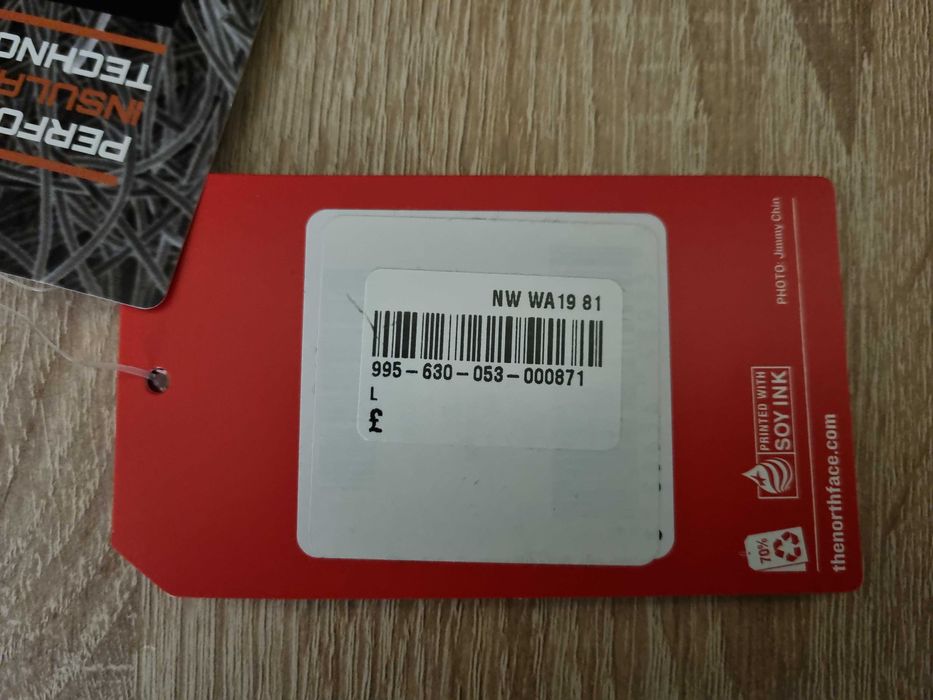 PERFO
INSULA
TECHNO
NW WA19 81
995-630-053-000871
L
£
PHOTO: Jimmy Chin
PRINTED WITH
SOY INK
70%
thenorthface.com